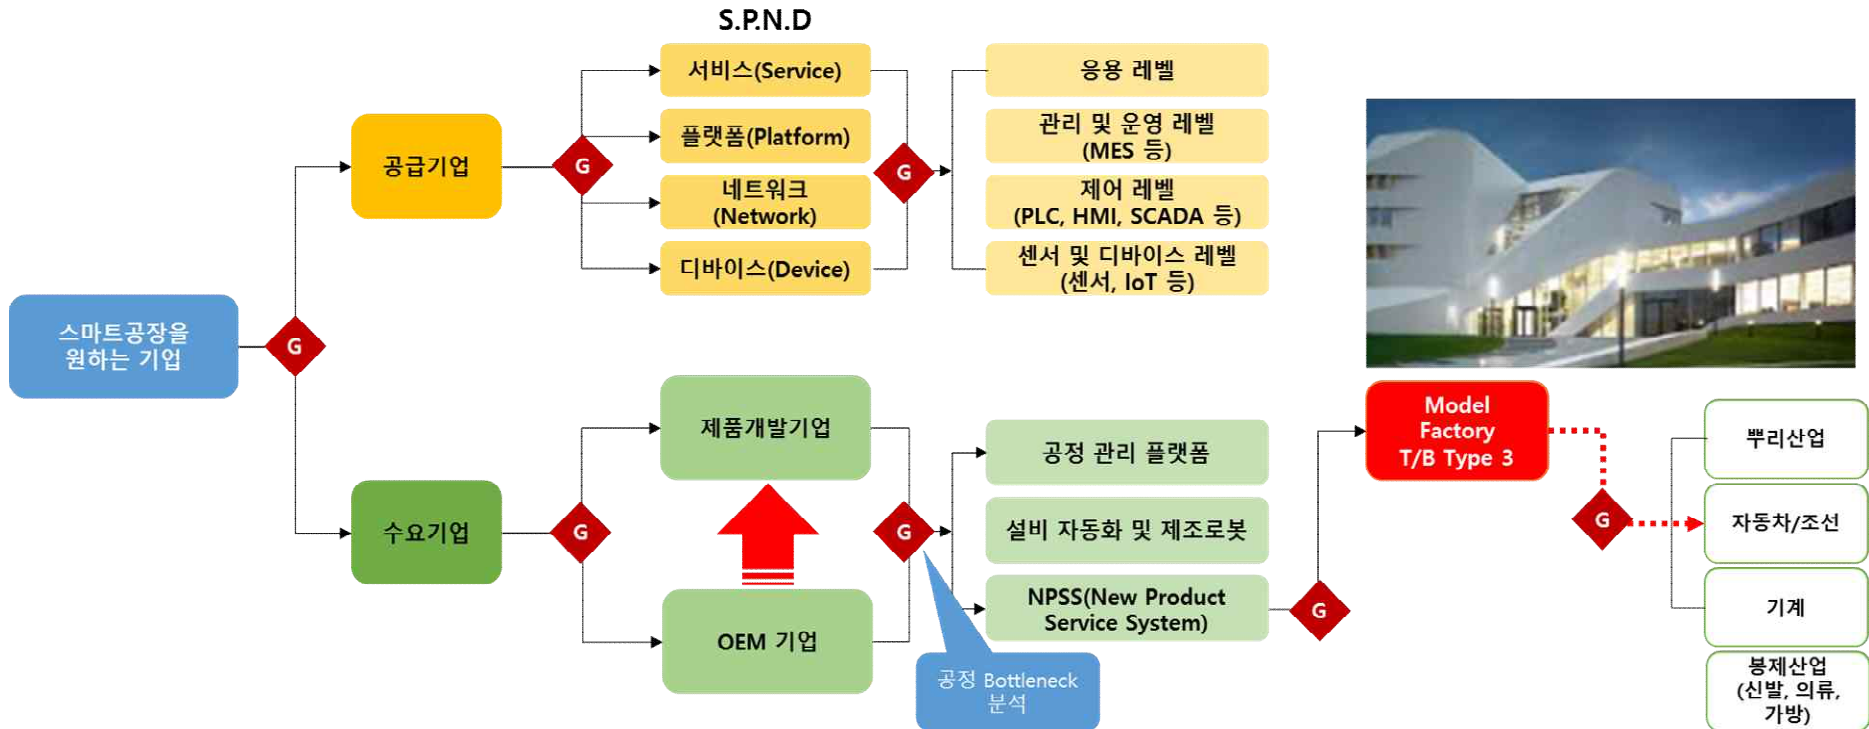 S.P.N.D
서비스(Service)
플랫폼(Platform)
네트워크
(Network)
디바이스(Device)
응용 레벨
관리 및 운영 레벨
(MES 등)
제어 레벨
(PLC, HMI, SCADA 등)
센서 및 디바이스 레벨
(센서, IoT 등)
공급기업
G
G
스마트공장을
원하는 기업
G
수요기업
G
제품개발기업
OEM 기업
G
공정 Bottleneck
분석
공정 관리 플랫폼
설비 자동화 및 제조로봇
NPSS(New Product
Service System)
G
Model
Factory
T/B Type 3
G
뿌리산업
자동차/조선
기계
봉제산업
(신발, 의류,
가방)